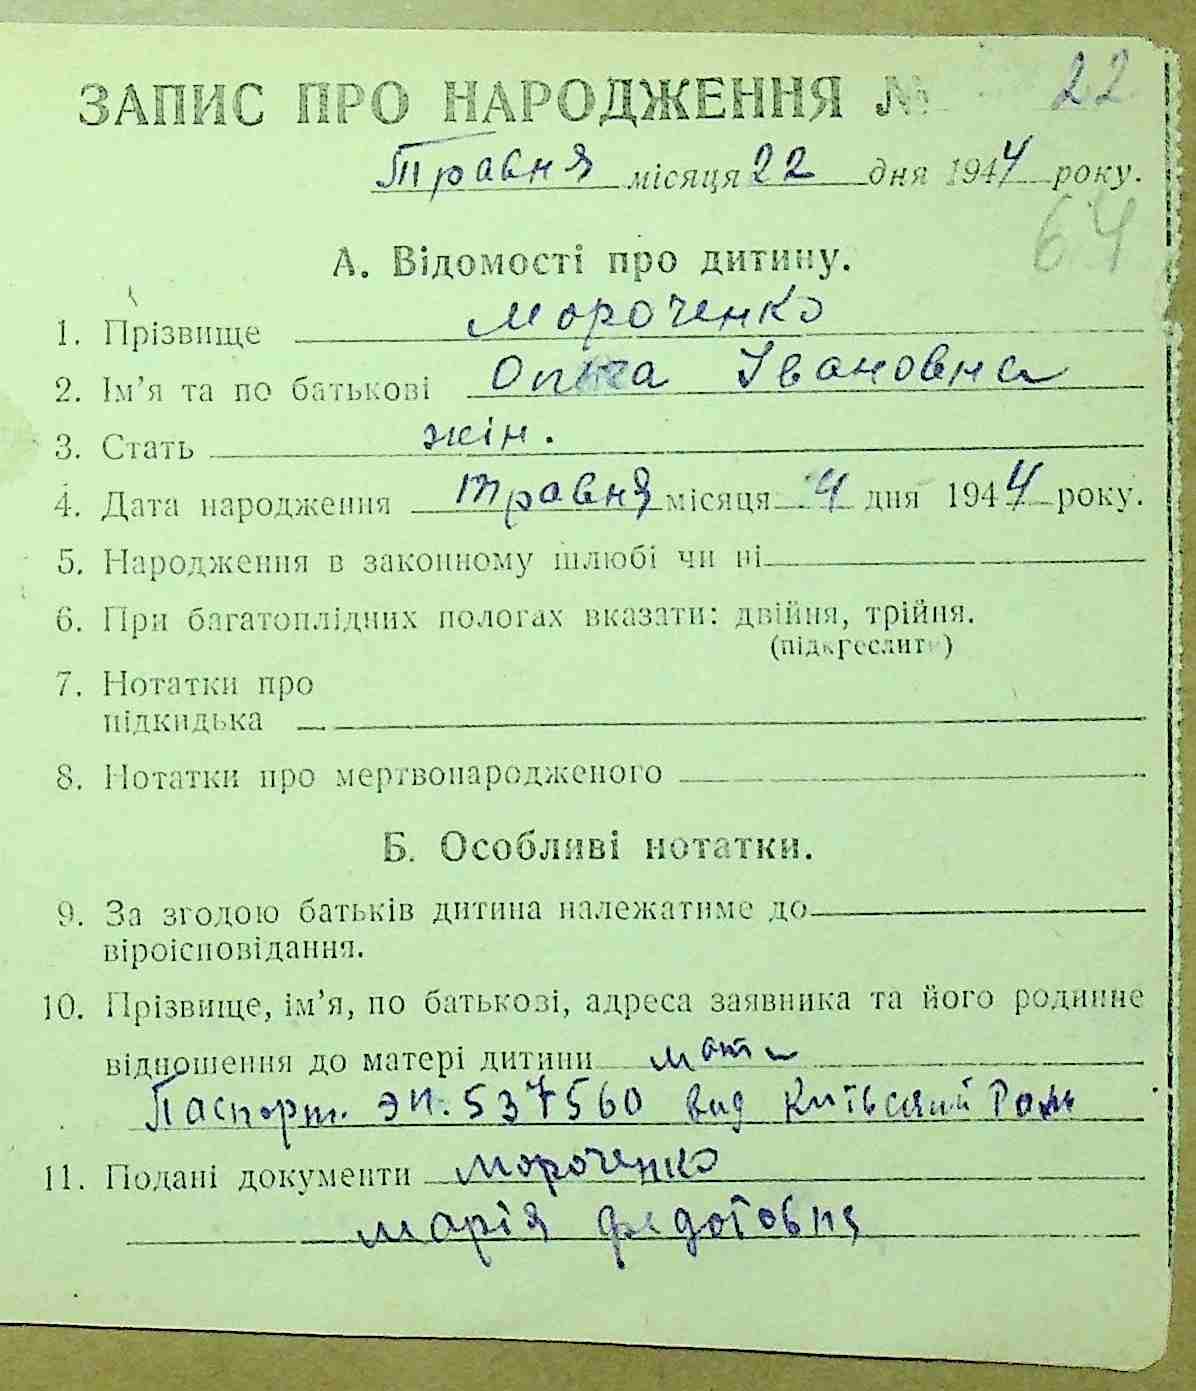 ЗАПИС ПРО НАРОДЖЕННЯ № 22
Травня місяця 22 дня 1944 року.
64
А. Відомості про дитину.
1. Прізвище Мороченко
2. Ім'я та по батькові Ольга Івановна
3. Стать жін.
4. Дата народження травня місяця 4 дня 1944 року.
5. Народження в законному шлюбі чи ні
6. При багатоплідних пологах вказати: двійня, трійня.
(підкреслити)
7. Нотатки про
підкидька
8. Нотатки про мертвонародженого
Б. Особливі нотатки.
9. За згодою батьків дитина належатиме до
віроісповідання.
10. Прізвище, ім'я, по батькові, адреса заявника та його родинне
відношення до матері дитини мати
Паспорт. ЭП. 537560 вид Київский
11. Подані документи Мороченко
Марія Федотовня